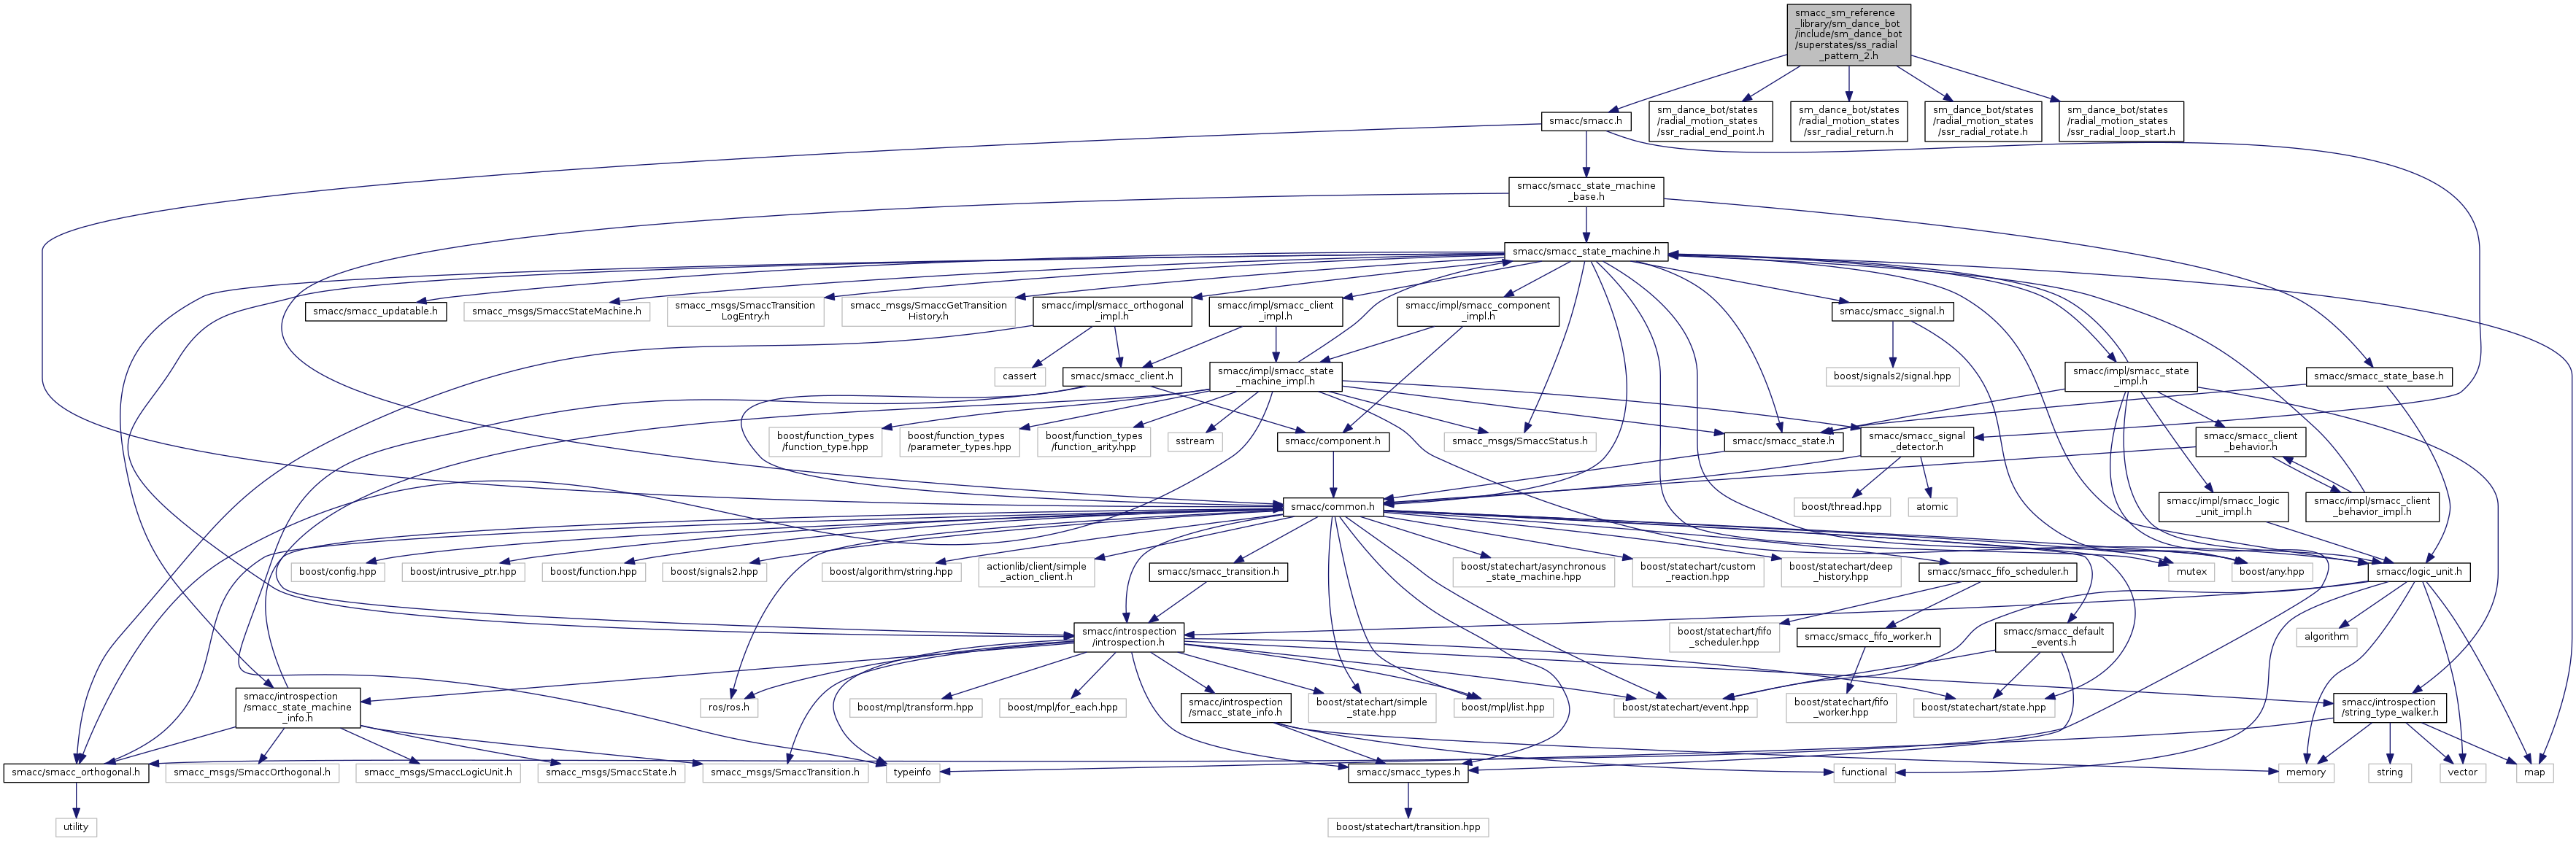 smacc_sm_reference
_library/sm_dance_bot
/include/sm_dance_bot
/superstates/ss_radial
_pattern_2.h
smacc/smacc.h
sm_dance_bot/states
/radial_motion_states
/ssr_radial_end_point.h
sm_dance_bot/states
/radial_motion_states
/ssr_radial_return.h
sm_dance_bot/states
/radial_motion_states
/ssr_radial_rotate.h
sm_dance_bot/states
/radial_motion_states
/ssr_radial_loop_start.h
smacc/smacc_state_machine
_base.h
smacc/smacc_state_machine.h
smacc/smacc_updatable.h
smacc_msgs/SmaccStateMachine.h
smacc_msgs/SmaccTransition
LogEntry.h
smacc_msgs/SmaccGetTransition
History.h
smacc/impl/smacc_orthogonal
_impl.h
smacc/impl/smacc_client
_impl.h
smacc/impl/smacc_component
_impl.h
smacc/smacc_signal.h
cassert
smacc/smacc_client.h
smacc/impl/smacc_state
_machine_impl.h
boost/signals2/signal.hpp
smacc/impl/smacc_state
_impl.h
smacc/smacc_state_base.h
boost/function_types
/function_type.hpp
boost/function_types
/parameter_types.hpp
boost/function_types
/function_arity.hpp
sstream
smacc/component.h
smacc_msgs/SmaccStatus.h
smacc/smacc_state.h
smacc/smacc_signal
_detector.h
smacc/smacc_client
_behavior.h
smacc/common.h
boost/thread.hpp
atomic
smacc/impl/smacc_logic
_unit_impl.h
smacc/impl/smacc_client
_behavior_impl.h
boost/config.hpp
boost/intrusive_ptr.hpp
boost/function.hpp
boost/signals2.hpp
boost/algorithm/string.hpp
actionlib/client/simple
_action_client.h
smacc/smacc_transition.h
boost/statechart/asynchronous
_state_machine.hpp
boost/statechart/custom
_reaction.hpp
boost/statechart/deep
_history.hpp
smacc/smacc_fifo_scheduler.h
mutex
boost/any.hpp
smacc/logic_unit.h
smacc/introspection
/introspection.h
boost/statechart/fifo
_scheduler.hpp
smacc/smacc_fifo_worker.h
smacc/smacc_default
_events.h
algorithm
smacc/introspection
/smacc_state_machine
_info.h
ros/ros.h
boost/mpl/transform.hpp
boost/mpl/for_each.hpp
smacc/introspection
/smacc_state_info.h
boost/statechart/simple
_state.hpp
boost/mpl/list.hpp
boost/statechart/event.hpp
boost/statechart/fifo
_worker.hpp
boost/statechart/state.hpp
smacc/introspection
/string_type_walker.h
smacc/smacc_orthogonal.h
smacc_msgs/SmaccOrthogonal.h
smacc_msgs/SmaccLogicUnit.h
smacc_msgs/SmaccState.h
smacc_msgs/SmaccTransition.h
typeinfo
smacc/smacc_types.h
functional
memory
string
vector
map
utility
boost/statechart/transition.hpp